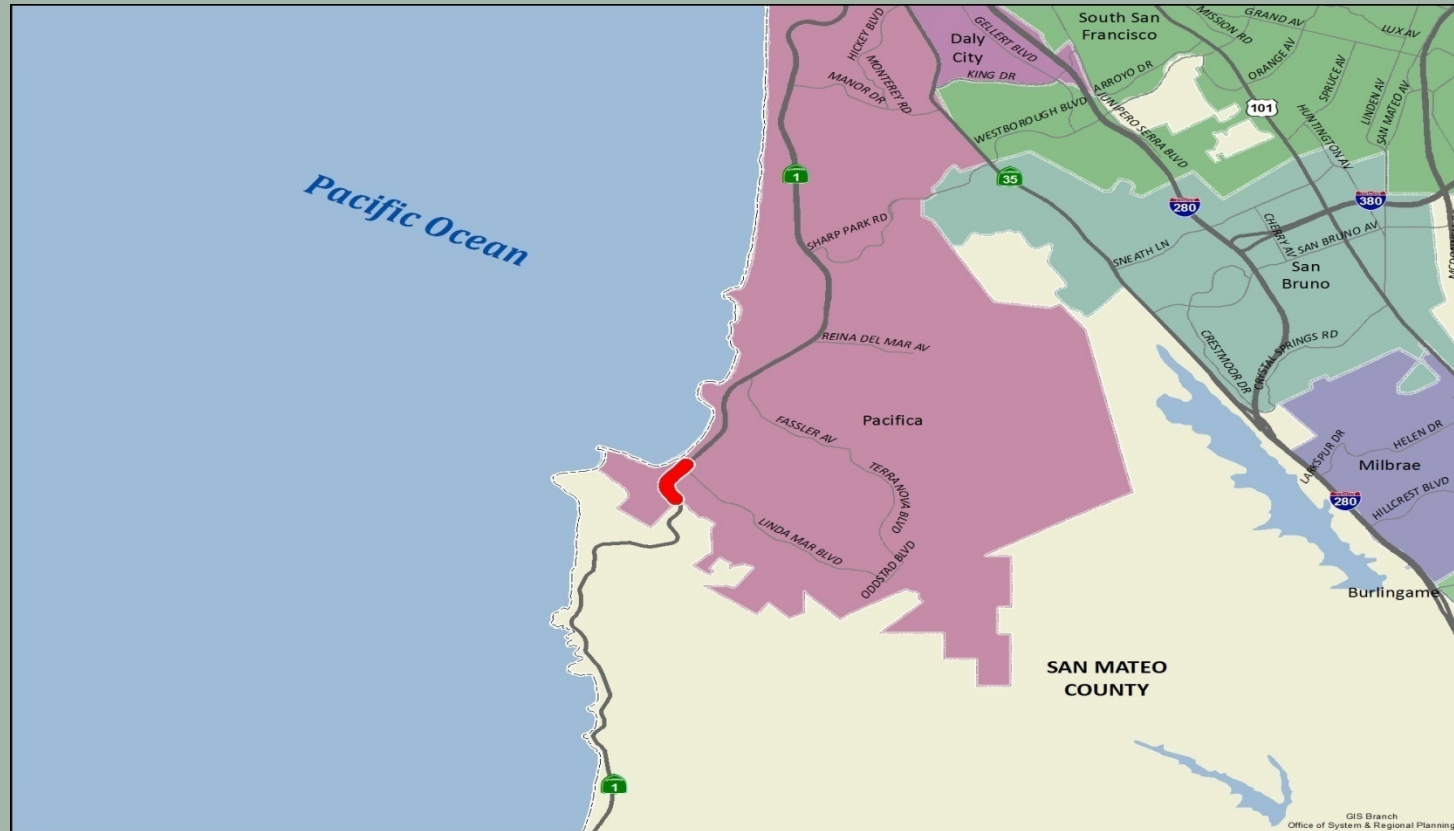 HICKEY BLVD
GELLERT BLVD
South San
Francisco
MISSION RD
GRAND AV
LUX AV
Daly
City
MONTEREY RD
MANOR DR
KING DR
ARROYO DR
ORANGE AV
SPRUCE AV
LINDEN AV
SAN MATEO AV
101
HUNTINGTON AV
WESTBOROUGH BLVD
JUNIPERO SERRA BLVD
1
35
280
380
Pacific Ocean
SHARP PARK RD
SNEATH LN
CHERRY AV
SAN BRUNO AV
San
Bruno
REINA DEL MAR AV
CRESTMOOR DR
CRYSTAL SPRINGS RD
Pacifica
FASSLER AV
TERRA NOVA BLVD
LARKSPUR DR
HELEN DR
Milbrae
280
HILLCREST BLVD
LINDA MAR BLVD
ODDSTAD BLVD
Burlingame
SAN MATEO
COUNTY
1
GIS Branch
Office of System & Regional Planning